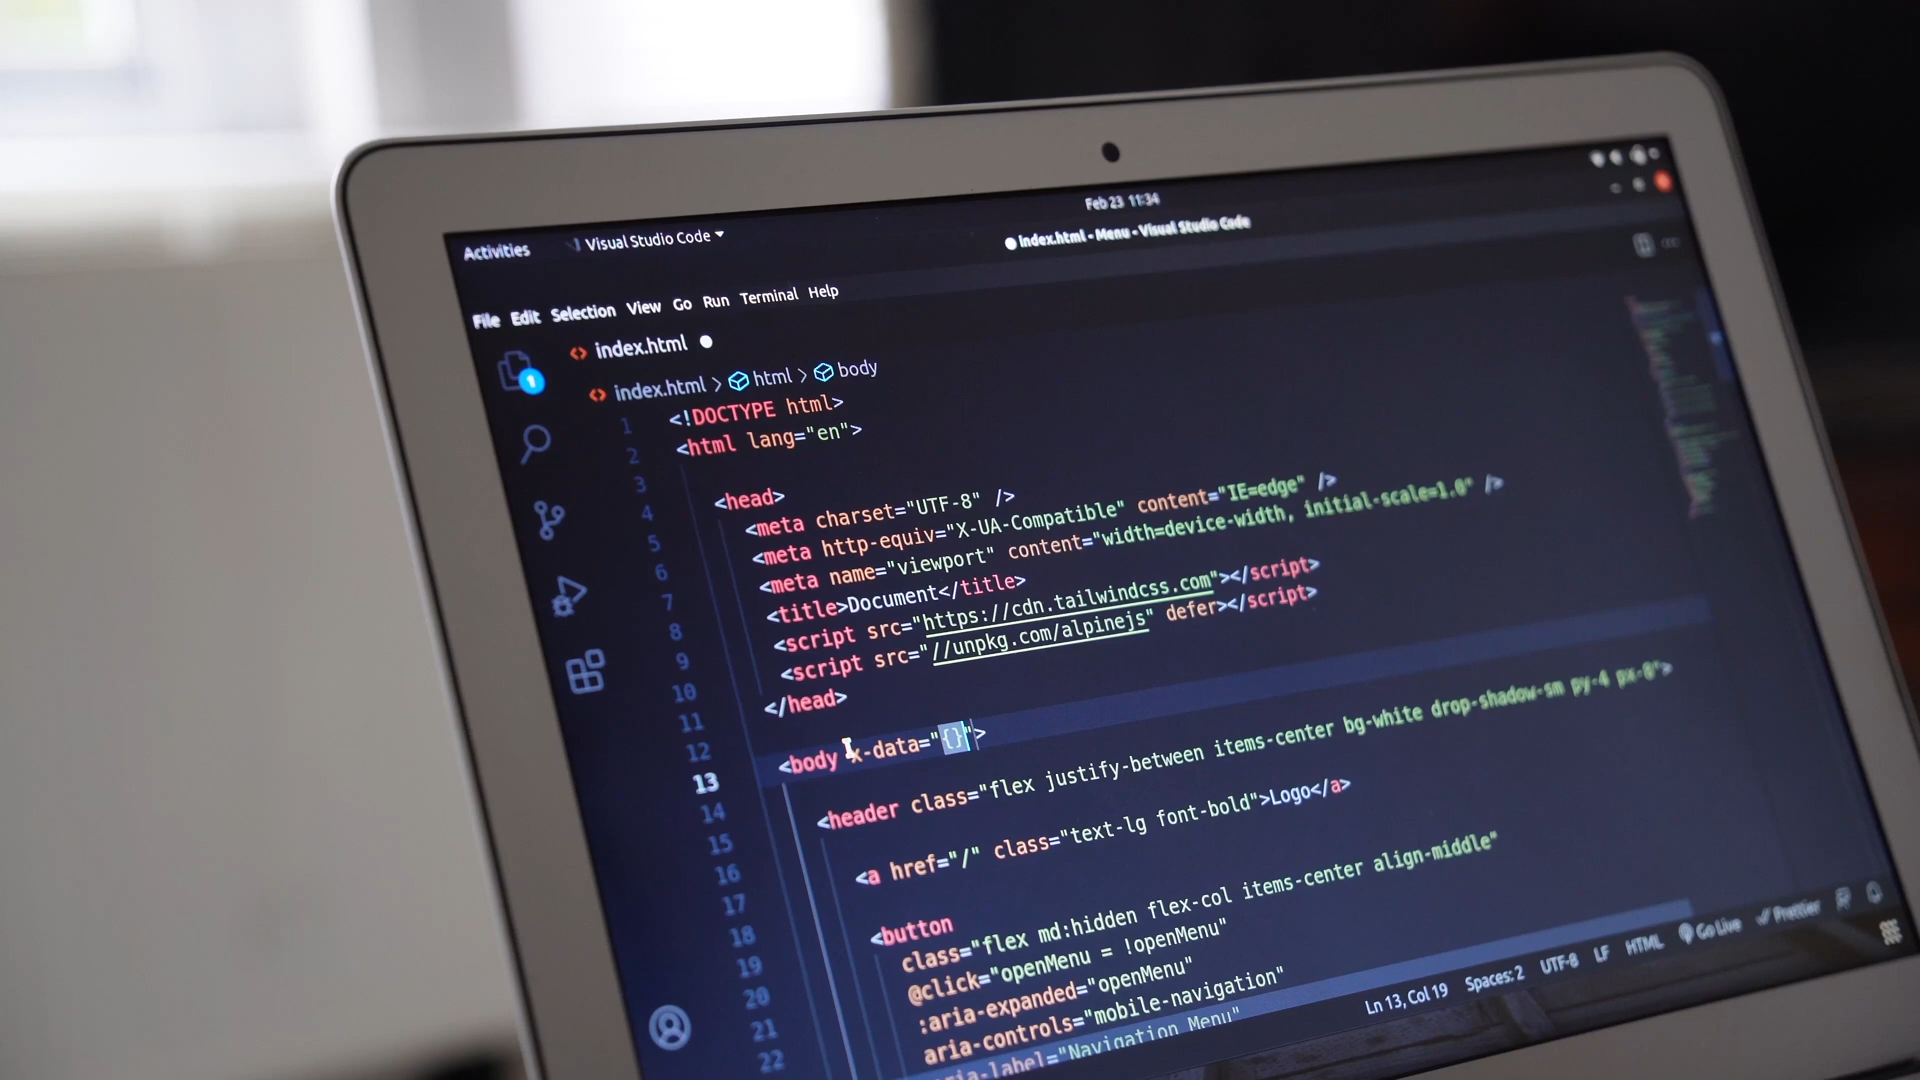 Feb 23 11:34
Activities
Visual Studio Code
index.html - Menu - Visual Studio Code
File Edit Selection View Go Run Terminal Help
index.html
1
index.html > html > body
1 <!DOCTYPE html>
2 <html lang="en">
3
4 <head>
5 <meta charset="UTF-8" />
6 <meta http-equiv="X-UA-Compatible" content="IE=edge" />
7 <meta name="viewport" content="width=device-width, initial-scale=1.0" />
8 <title>Document</title>
9 <script src="https://cdn.tailwindcss.com"></script>
10 <script src="//unpkg.com/alpinejs" defer></script>
11 </head>
12
13 <body x-data="{}">
14
15 <header class="flex justify-between items-center bg-white drop-shadow-sm py-4 px-8">
16
17 <a href="/" class="text-lg font-bold">Logo</a>
18
19 <button
20 class="flex md:hidden flex-col items-center align-middle"
21 @click="openMenu = !openMenu"
22 :aria-expanded="openMenu"
aria-controls="mobile-navigation"
aria-label="Navigation Menu"
Ln 13, Col 19 Spaces: 2 UTF-8 LF HTML Go Live Prettier